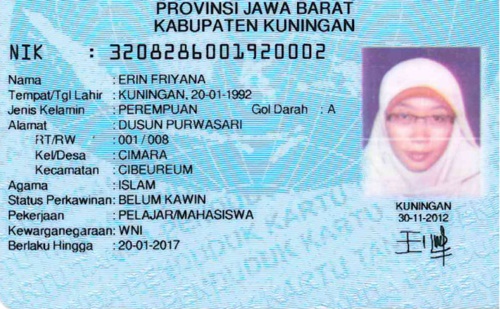 PROVINSI JAWA BARAT
KABUPATEN KUNINGAN
NIK : 3208286001920002
Nama : ERIN FRIYANA
Tempat/Tgl Lahir : KUNINGAN, 20-01-1992
Jenis Kelamin : PEREMPUAN Gol Darah : A
Alamat : DUSUN PURWASARI
RT/RW : 001 / 008
Kel/Desa : CIMARA
Kecamatan : CIBEUREUM
Agama : ISLAM
Status Perkawinan: BELUM KAWIN
Pekerjaan : PELAJAR/MAHASISWA
Kewarganegaraan: WNI
Berlaku Hingga : 20-01-2017
KUNINGAN
30-11-2012